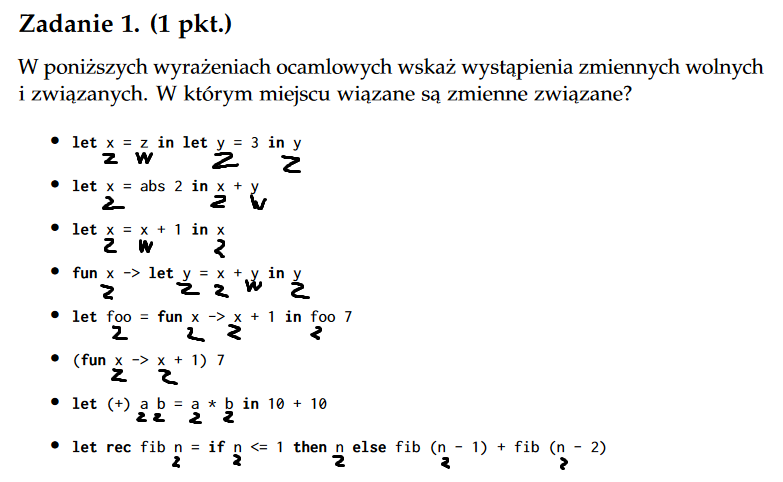 Zadanie 1. (1 pkt.)
W poniższych wyrażeniach ocamlowych wskaż wystąpienia zmiennych wolnych
i związanych. W którym miejscu wiązane są zmienne związane?
• let x = z in let y = 3 in y
Z W Z Z
• let x = abs 2 in x + y
Z Z W
• let x = x + 1 in x
Z W Z
• fun x -> let y = x + y in y
Z Z Z W Z
• let foo = fun x -> x + 1 in foo 7
Z Z Z Z
• (fun x -> x + 1) 7
Z Z
• let (+) a b = a * b in 10 + 10
Z Z Z Z
• let rec fib n = if n <= 1 then n else fib (n - 1) + fib (n - 2)
Z Z Z Z Z